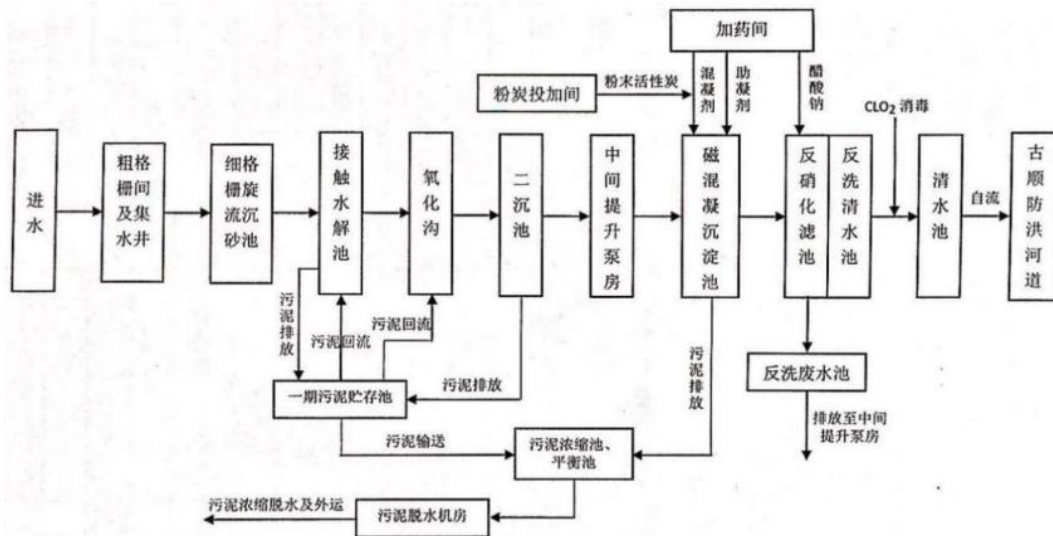 加药间
粉炭投加间
粉末活性炭
混凝剂
助凝剂
醋酸钠
CLO₂ 消毒
进水
粗格
栅间
及集
水井
细格
栅旋
流沉
砂池
接触水解池
氧化沟
二沉池
中间提升泵房
磁混凝沉淀池
反硝化滤池
反洗清水池
清水池
自流
古顺防洪河道
污泥排放
污泥回流
污泥回流
污泥排放
污泥排放
一期污泥贮存池
反洗废水池
排放至中间
提升泵房
污泥输送
污泥浓缩池、
平衡池
污泥浓缩脱水及外运
污泥脱水机房